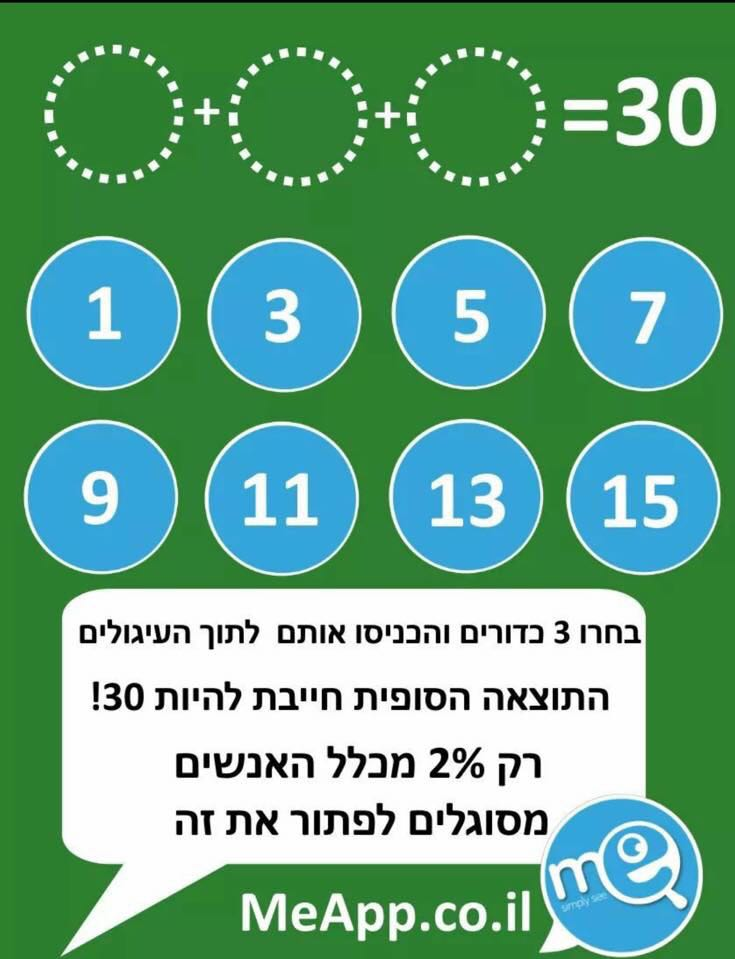 + + =30
1 3 5 7
9 11 13 15
בחרו 3 כדורים והכניסו אותם לתוך העיגולים
התוצאה הסופית חייבת להיות 30!
רק 2% מכלל האנשים
מסוגלים לפתור את זה
me
simply see
MeApp.co.il